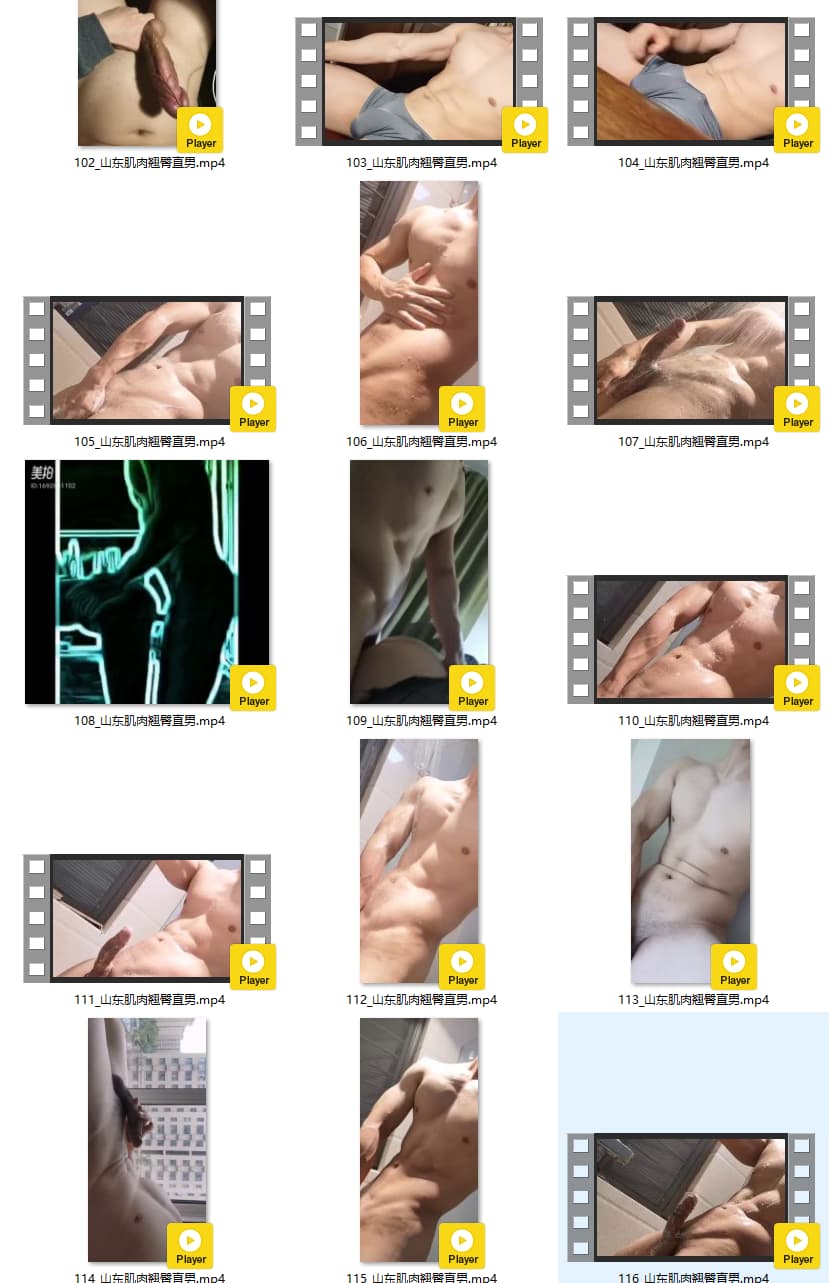 Player
102_山东肌肉翘臀直男.mp4
Player
103_山东肌肉翘臀直男.mp4
Player
104_山东肌肉翘臀直男.mp4
Player
105_山东肌肉翘臀直男.mp4
Player
106_山东肌肉翘臀直男.mp4
Player
107_山东肌肉翘臀直男.mp4
美拍
Player
108_山东肌肉翘臀直男.mp4
Player
109_山东肌肉翘臀直男.mp4
Player
110_山东肌肉翘臀直男.mp4
Player
111_山东肌肉翘臀直男.mp4
Player
112_山东肌肉翘臀直男.mp4
Player
113_山东肌肉翘臀直男.mp4
Player
114_山东肌肉翘臀直男.mp4
Player
115_山东肌肉翘臀直男.mp4
Player
116_山东肌肉翘臀直男.mp4